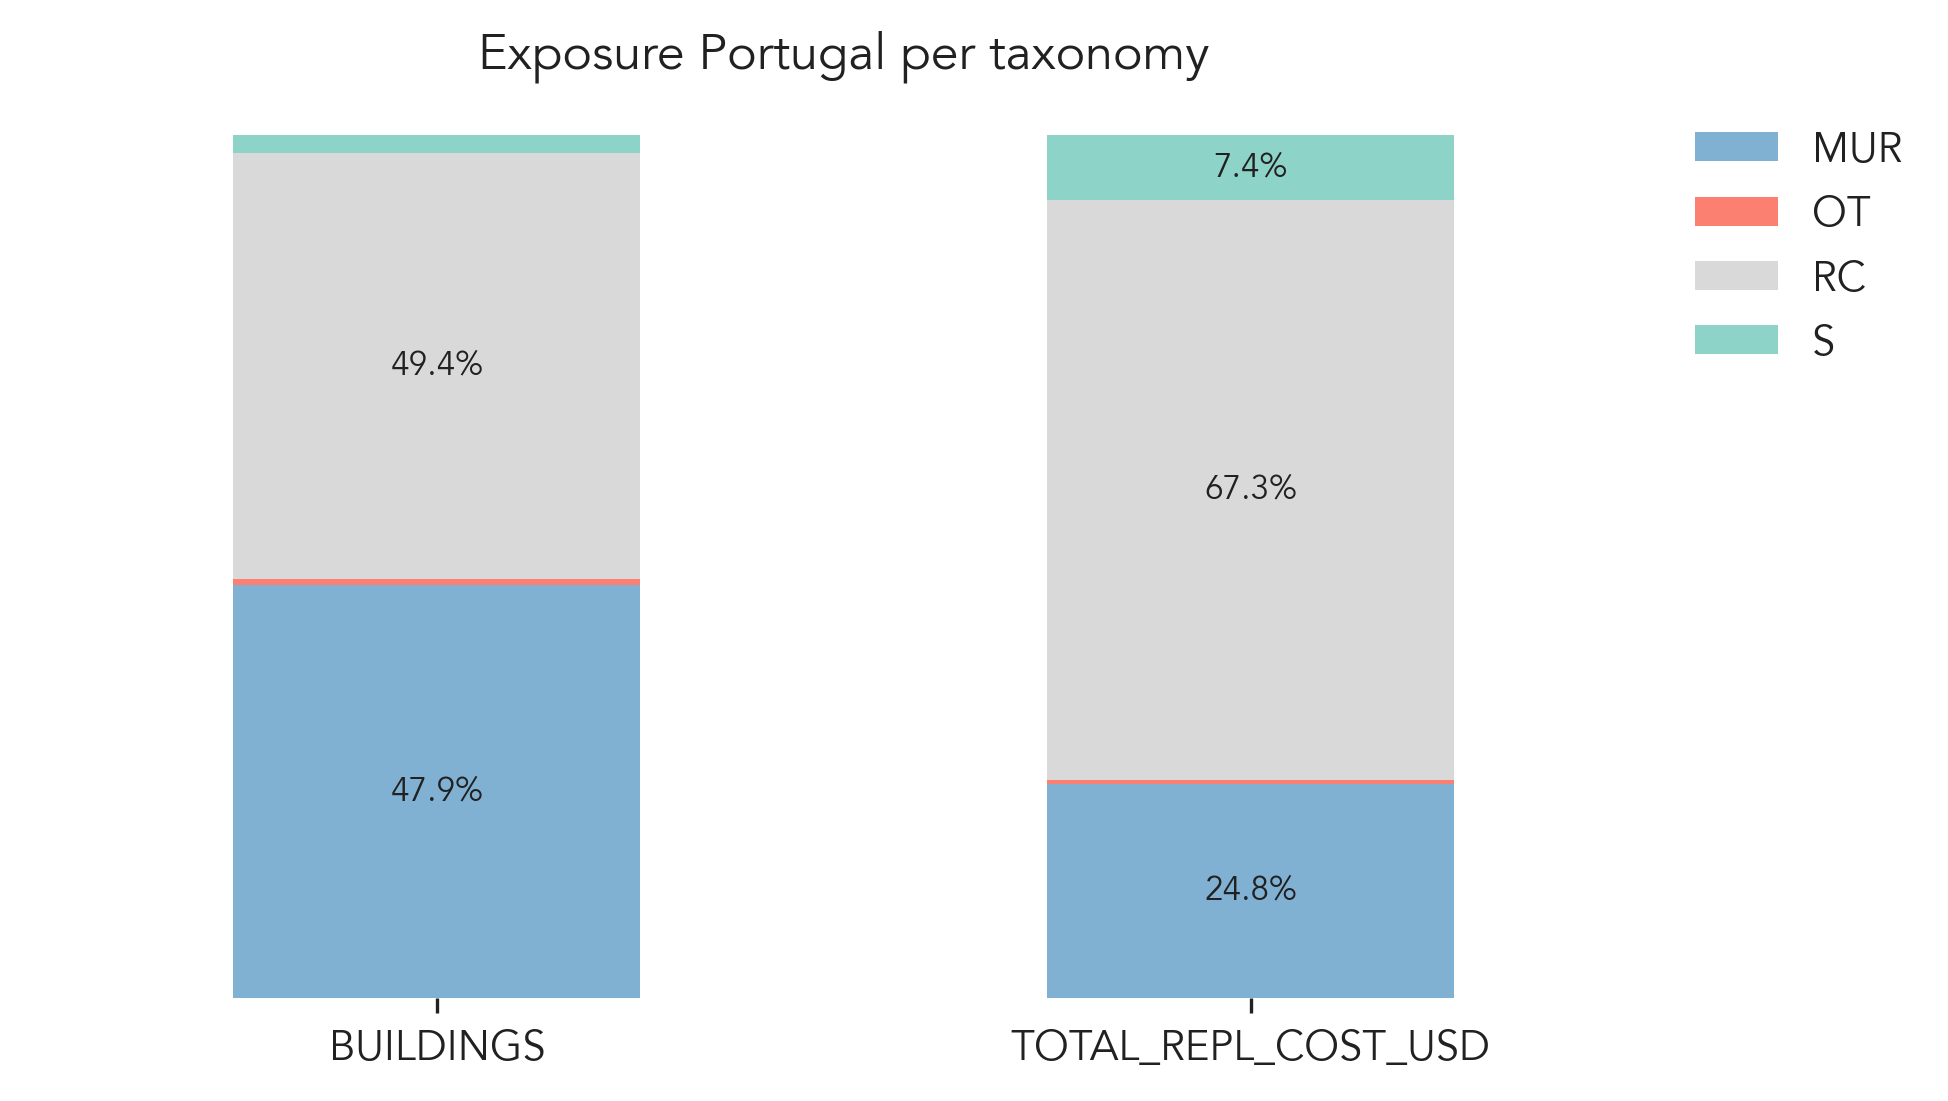 Exposure Portugal per taxonomy
MUR
OT
RC
S
7.4%
49.4%
67.3%
47.9%
24.8%
BUILDINGS
TOTAL_REPL_COST_USD